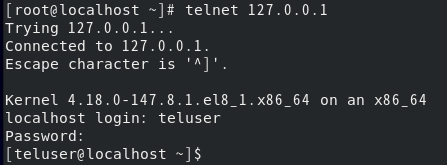 [root@localhost ~]# telnet 127.0.0.1
Trying 127.0.0.1...
Connected to 127.0.0.1.
Escape character is '^]'.
Kernel 4.18.0-147.8.1.el8_1.x86_64 on an x86_64
localhost login: teluser
Password:
[teluser@localhost ~]$